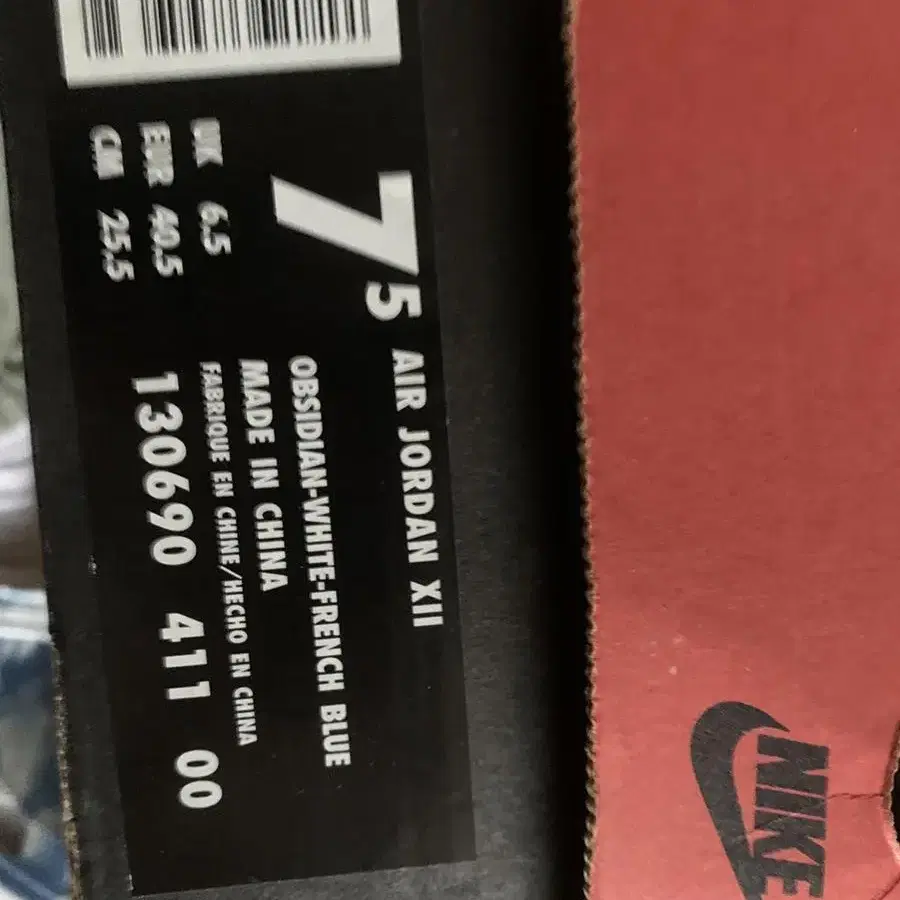 7 5 AIR JORDAN XII
UK 6.5
EUR 40.5
CM 25.5
OBSIDIAN-WHITE-FRENCH BLUE
MADE IN CHINA
FABRIQUE EN CHINE/HECHO EN CHINA
130690 411 00
NIKE